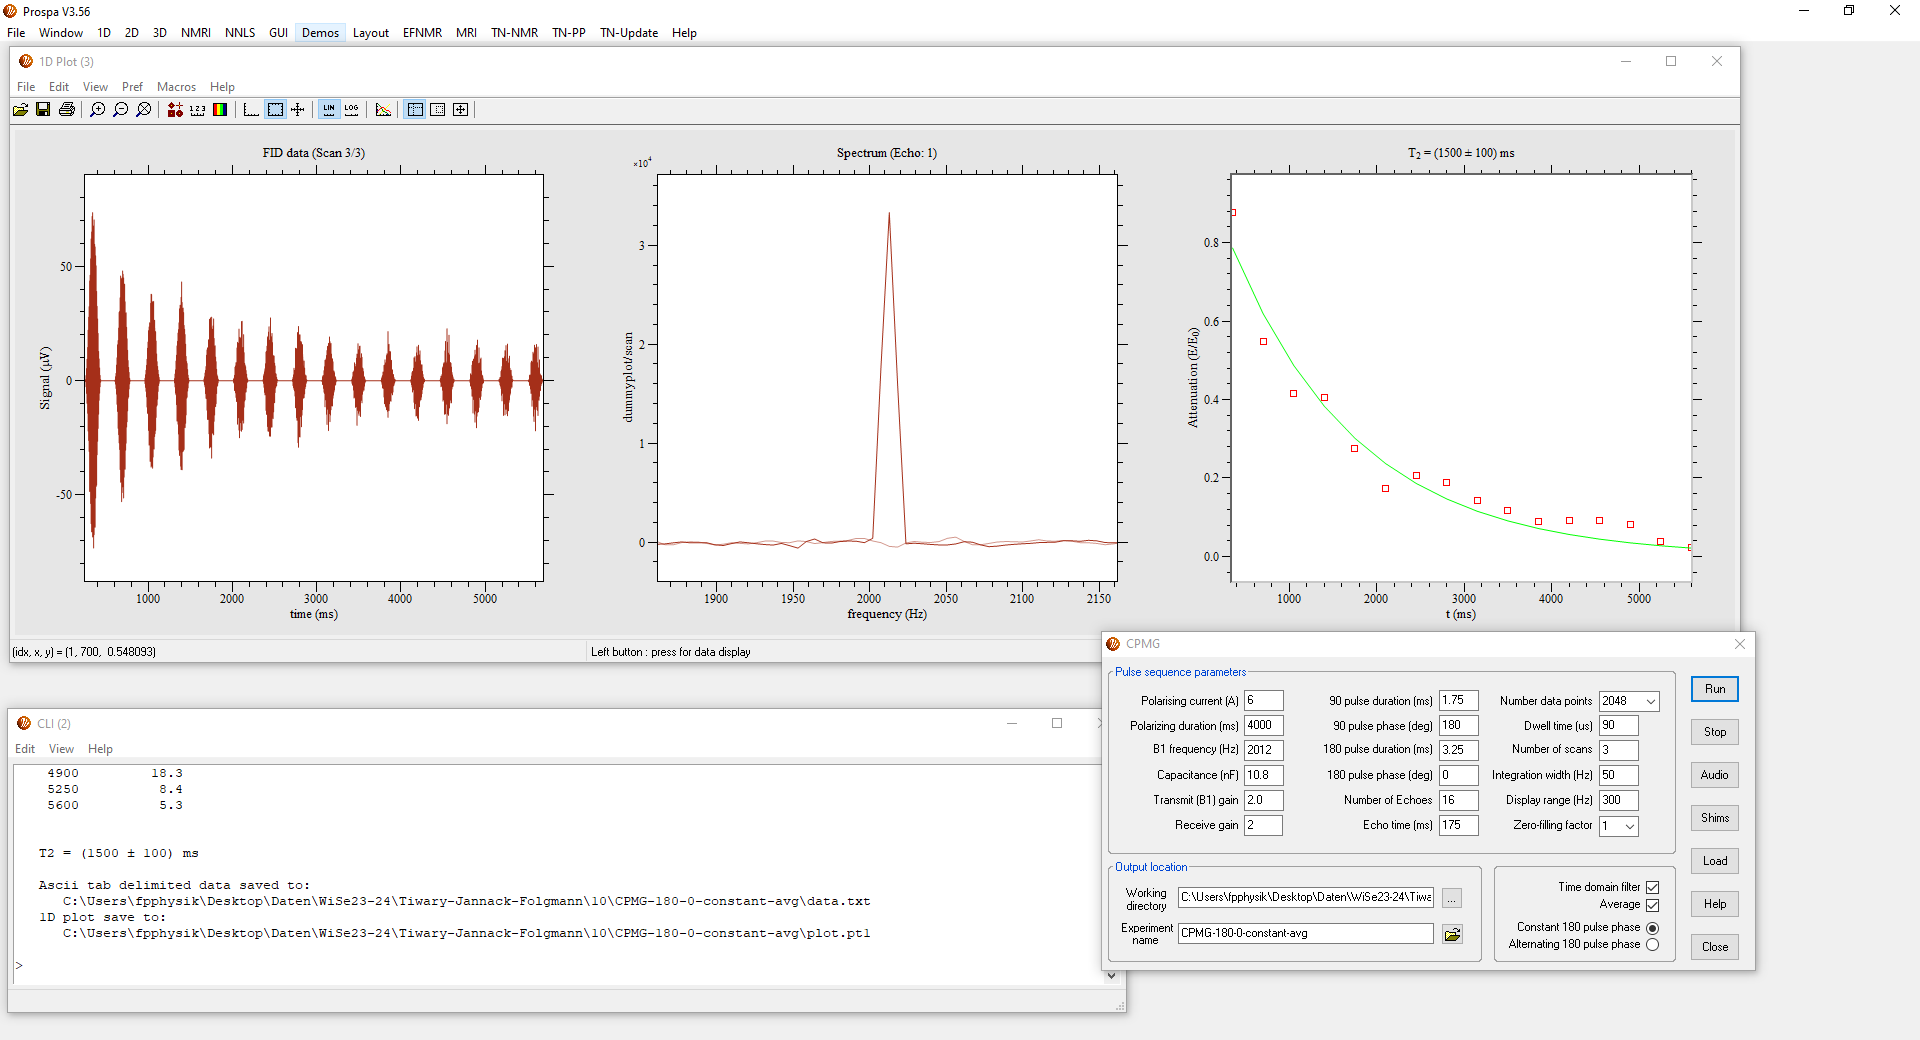 Prospa V3.56
File Window 1D 2D 3D NMRI NNLS GUI Demos Layout EFNMR MRI TN-NMR TN-PP TN-Update Help
1D Plot (3)
File Edit View Pref Macros Help
1 2 3 LIN LOG
FID data (Scan 3/3)
50
0
-50
Signal (µV)
1000 2000 3000 4000 5000
time (ms)
Spectrum (Echo: 1)
×10⁴
3
2
1
0
dummyplot/scan
1900 1950 2000 2050 2100 2150
frequency (Hz)
T₂ = (1500 ± 100) ms
0.8
0.6
0.4
0.2
0.0
Attenuation (E/E₀)
1000 2000 3000 4000 5000
t (ms)
(idx, x, y) = (1, 700, 0.548093)
Left button : press for data display
CLI (2)
Edit View Help
4900 18.3
5250 8.4
5600 5.3
T2 = (1500 ± 100) ms
Ascii tab delimited data saved to:
C:\Users\fpphysik\Desktop\Daten\WiSe23-24\Tiwary-Jannack-Folgmann\10\CPMG-180-0-constant-avg\data.txt
1D plot save to:
C:\Users\fpphysik\Desktop\Daten\WiSe23-24\Tiwary-Jannack-Folgmann\10\CPMG-180-0-constant-avg\plot.pt1
>
CPMG
Pulse sequence parameters
Polarising current (A) 6
Polarizing duration (ms) 4000
B1 frequency (Hz) 2012
Capacitance (nF) 10.8
Transmit (B1) gain 2.0
Receive gain 2
90 pulse duration (ms) 1.75
90 pulse phase (deg) 180
180 pulse duration (ms) 3.25
180 pulse phase (deg) 0
Number of Echoes 16
Echo time (ms) 175
Number data points 2048
Dwell time (us) 90
Number of scans 3
Integration width (Hz) 50
Display range (Hz) 300
Zero-filling factor 1
Output location
Working directory C:\Users\fpphysik\Desktop\Daten\WiSe23-24\Tiwa ...
Experiment name CPMG-180-0-constant-avg
Time domain filter
Average
Constant 180 pulse phase
Alternating 180 pulse phase
Run
Stop
Audio
Shims
Load
Help
Close